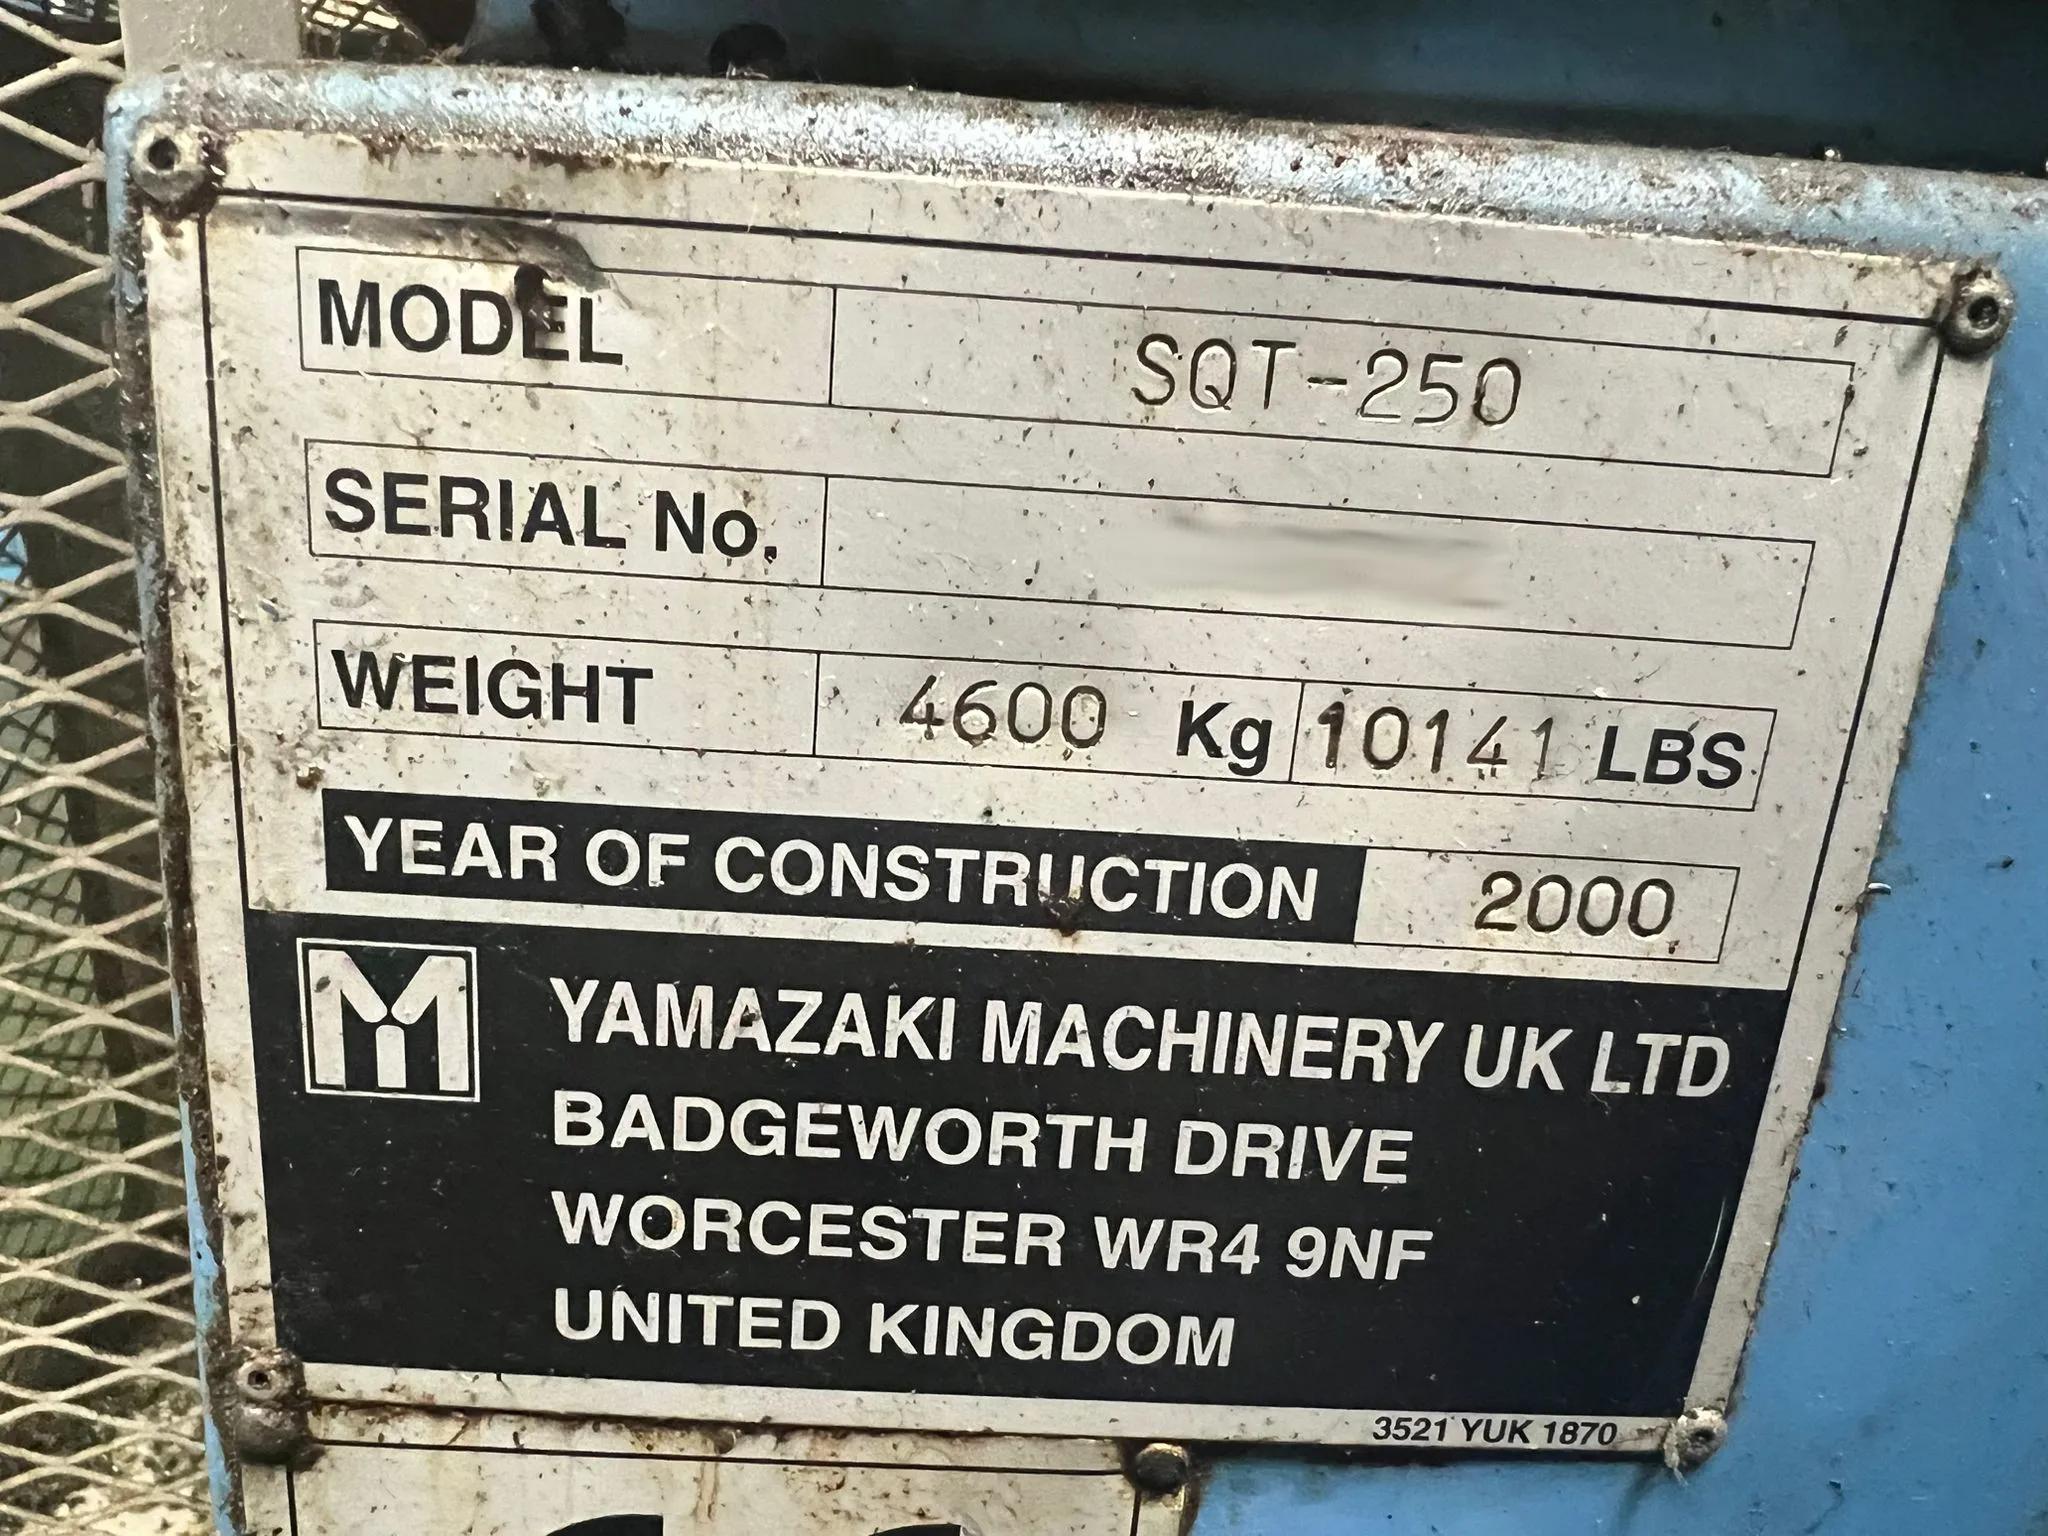 MODEL SQT-250
SERIAL No.
WEIGHT 4600 Kg 10141 LBS
YEAR OF CONSTRUCTION 2000
YAMAZAKI MACHINERY UK LTD
BADGEWORTH DRIVE
WORCESTER WR4 9NF
UNITED KINGDOM
3521 YUK 1870